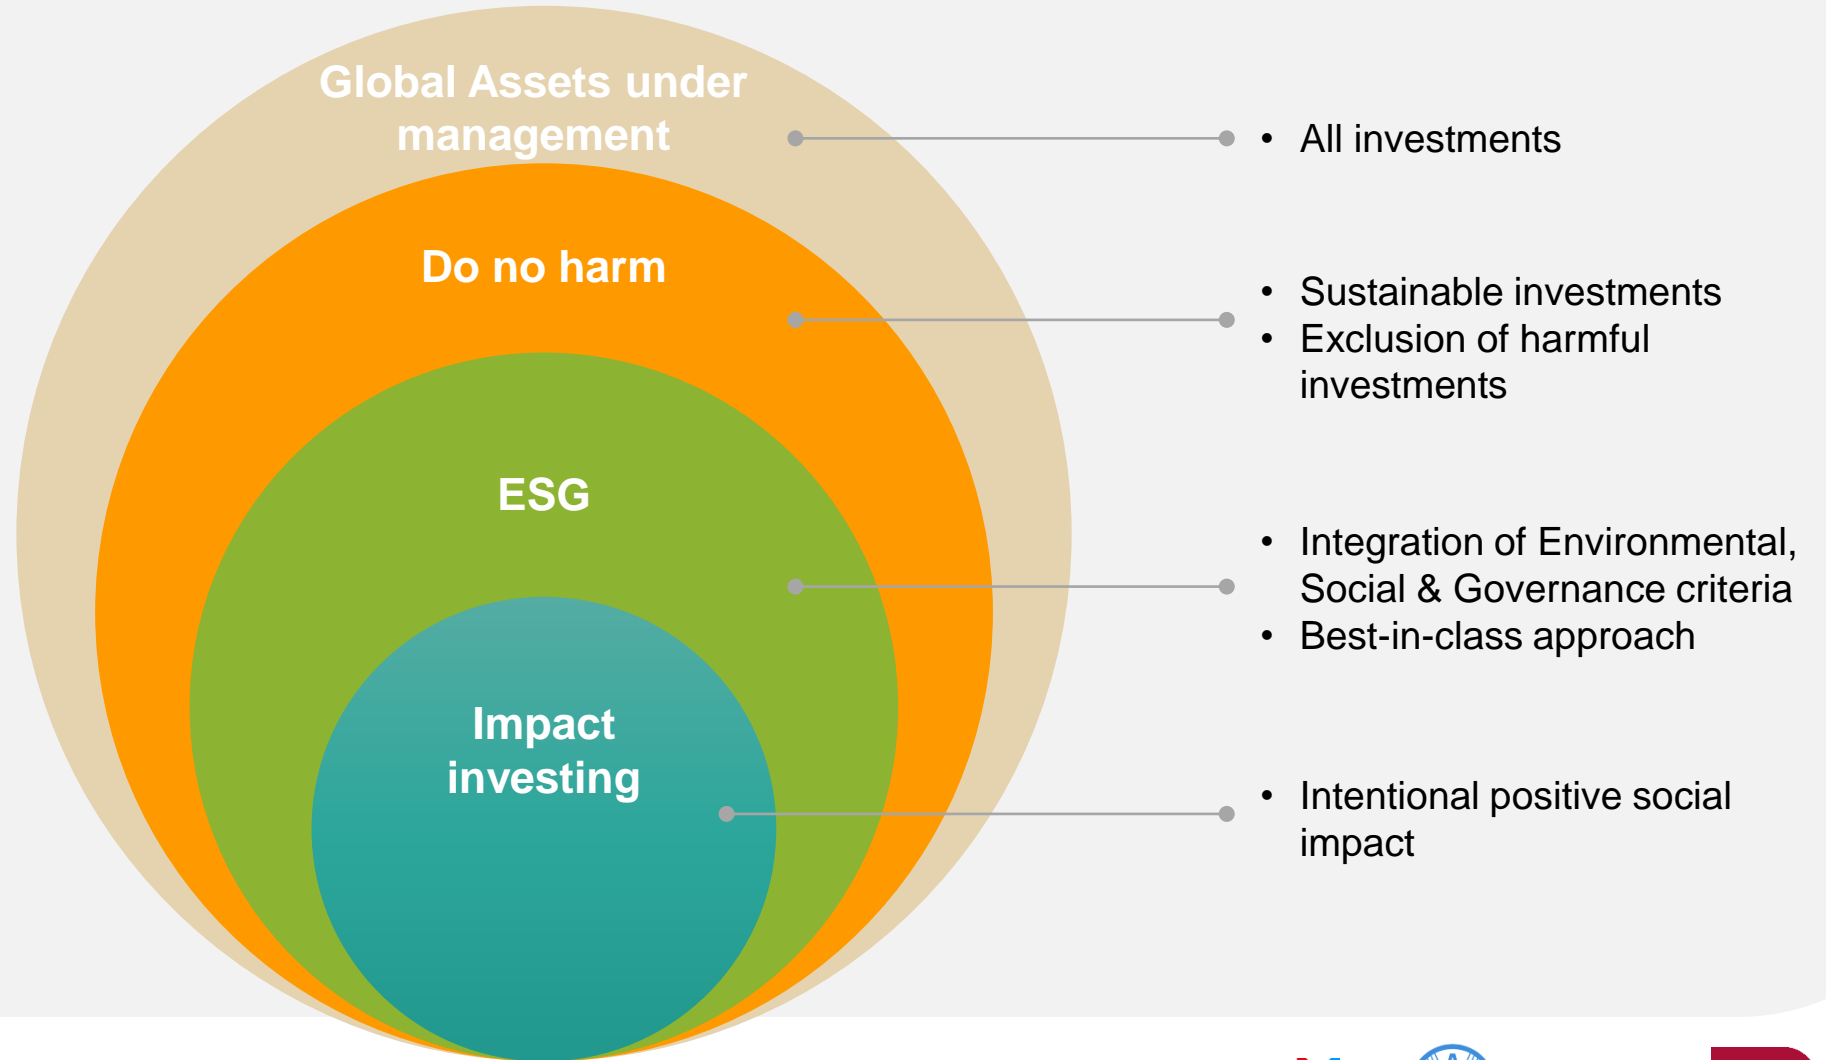 Global Assets under
management
• All investments
Do no harm
• Sustainable investments
• Exclusion of harmful
investments
ESG
• Integration of Environmental,
Social & Governance criteria
• Best-in-class approach
Impact
investing
• Intentional positive social
impact